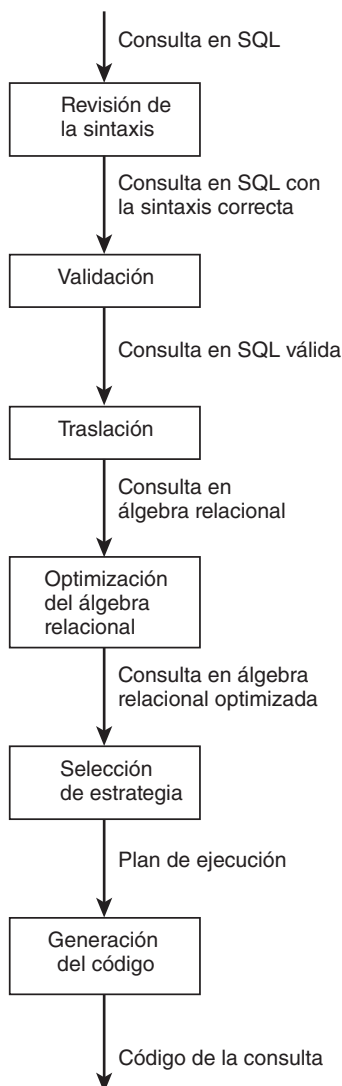 Consulta en SQL
Revisión de
la sintaxis
Consulta en SQL con
la sintaxis correcta
Validación
Consulta en SQL válida
Traslación
Consulta en
álgebra relacional
Optimización
del álgebra
relacional
Consulta en álgebra
relacional optimizada
Selección
de estrategia
Plan de ejecución
Generación
del código
Código de la consulta